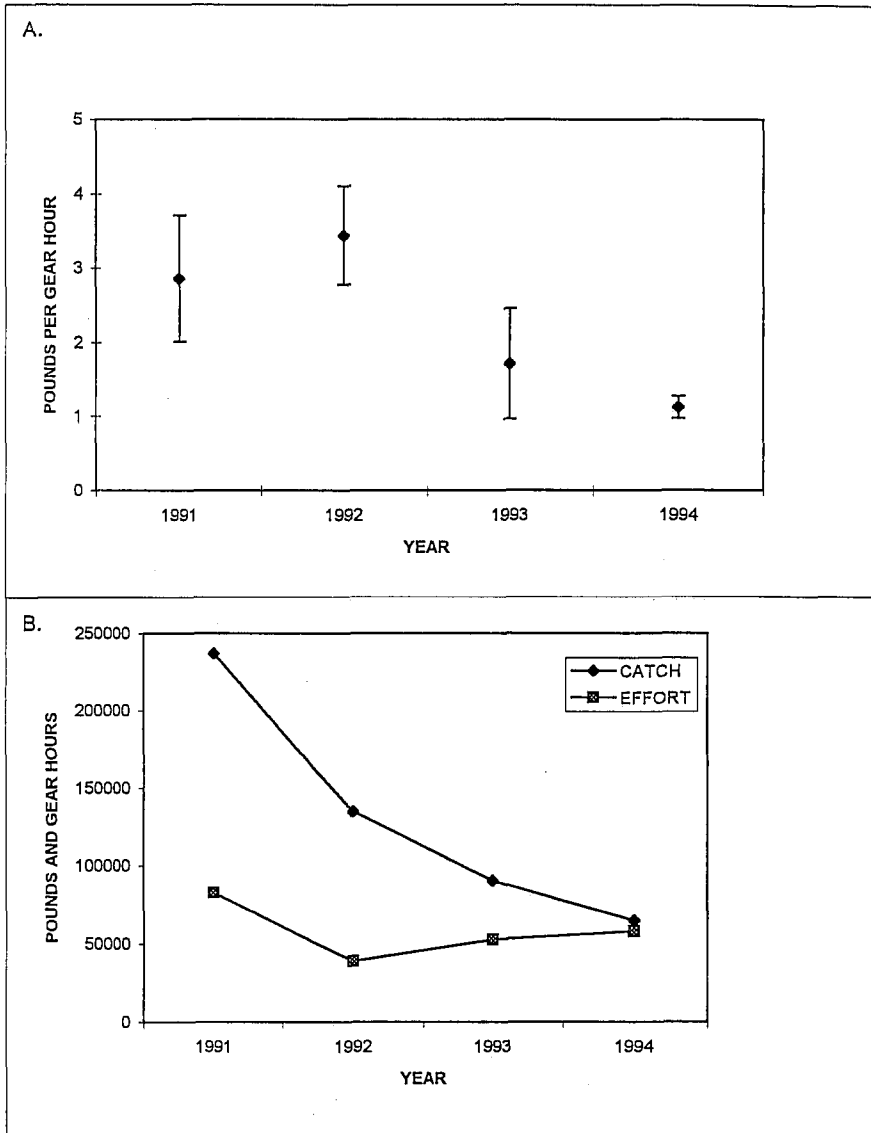 A.
POUNDS PER GEAR HOUR
5
4
3
2
1
0
1991 1992 1993 1994
YEAR
B.
POUNDS AND GEAR HOURS
250000
200000
150000
100000
50000
0
CATCH
EFFORT
1991 1992 1993 1994
YEAR